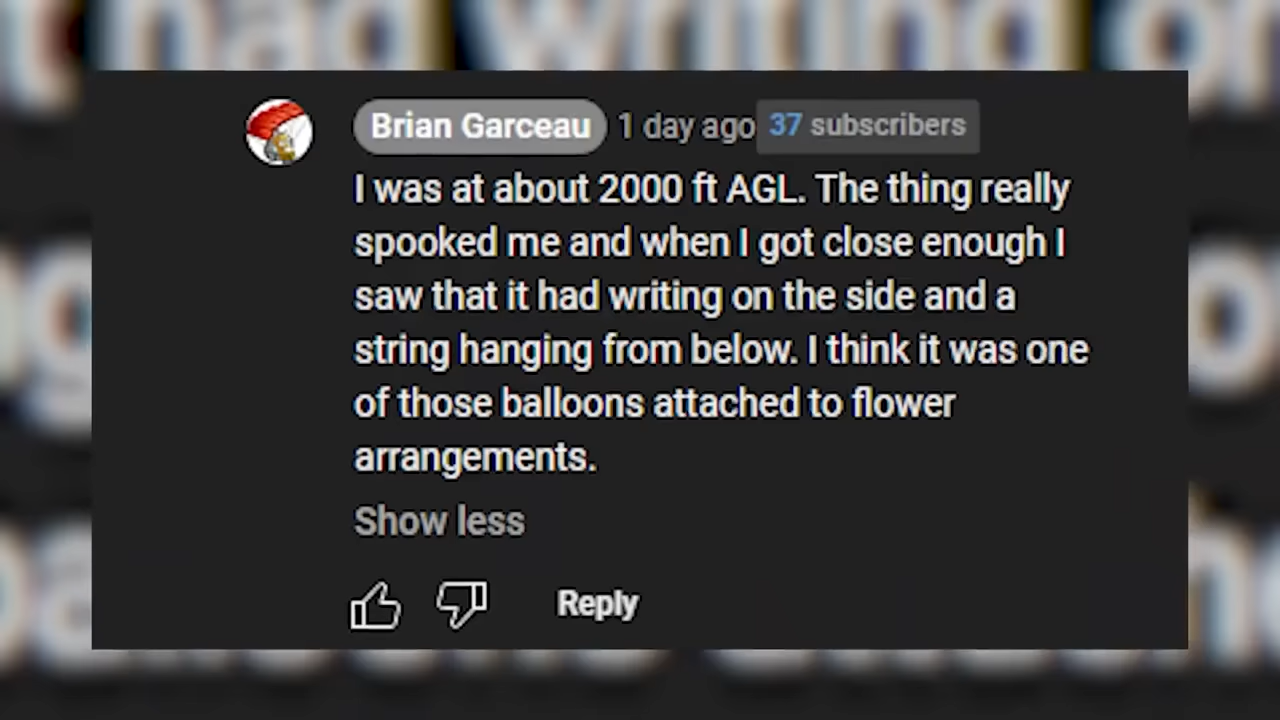 Brian Garceau 1 day ago 37 subscribers
I was at about 2000 ft AGL. The thing really
spooked me and when I got close enough I
saw that it had writing on the side and a
string hanging from below. I think it was one
of those balloons attached to flower
arrangements.
Show less
Reply